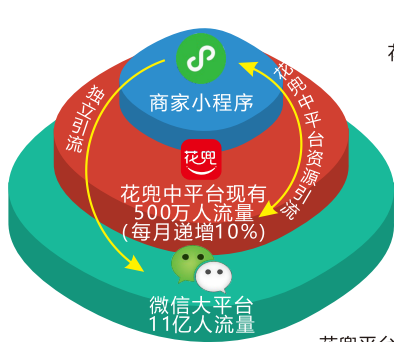 花
商家小程序
独立引流
花兜中平台资源引流
花兜
花兜中平台现有
500万人流量
(每月递增10%)
微信大平台
11亿人流量